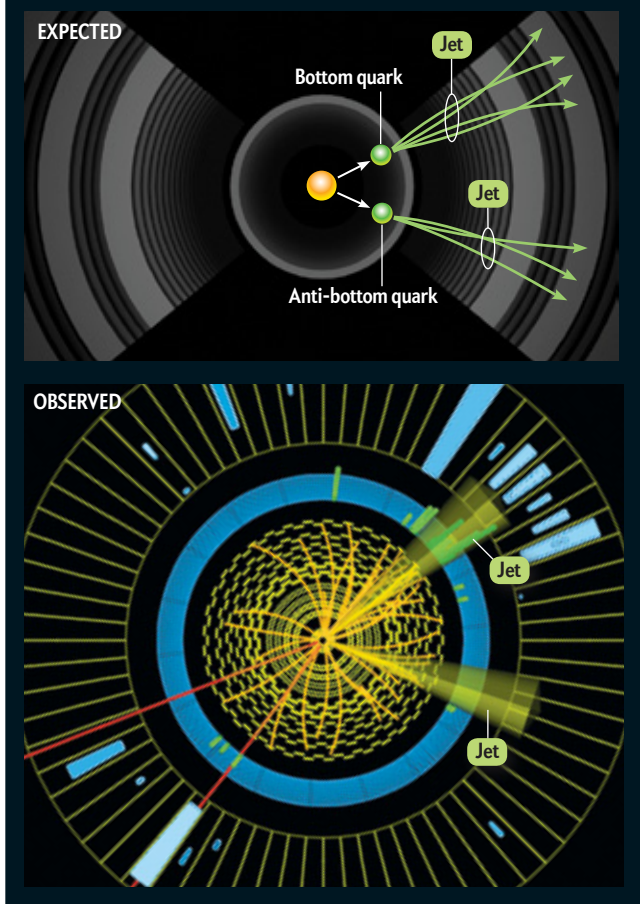 EXPECTED
Jet
Bottom quark
Jet
Anti-bottom quark
OBSERVED
Jet
Jet